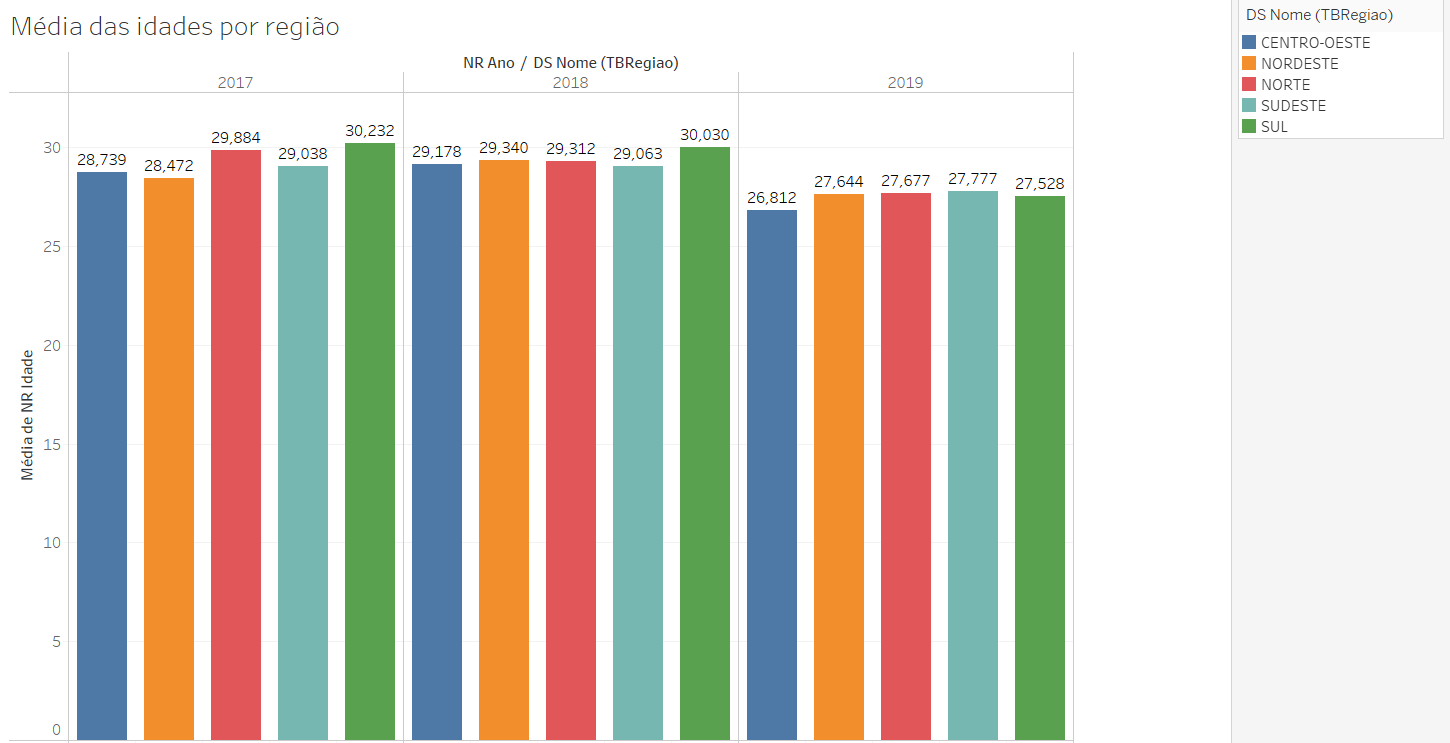 Média das idades por região
NR Ano / DS Nome (TBRegiao)
2017 2018 2019
30,232 30,030
29,884
28,739 28,472 29,038 29,178 29,340 29,312 29,063
26,812 27,644 27,677 27,777 27,528
30
25
20
15
10
5
0
Média de NR Idade
DS Nome (TBRegiao)
CENTRO-OESTE
NORDESTE
NORTE
SUDESTE
SUL